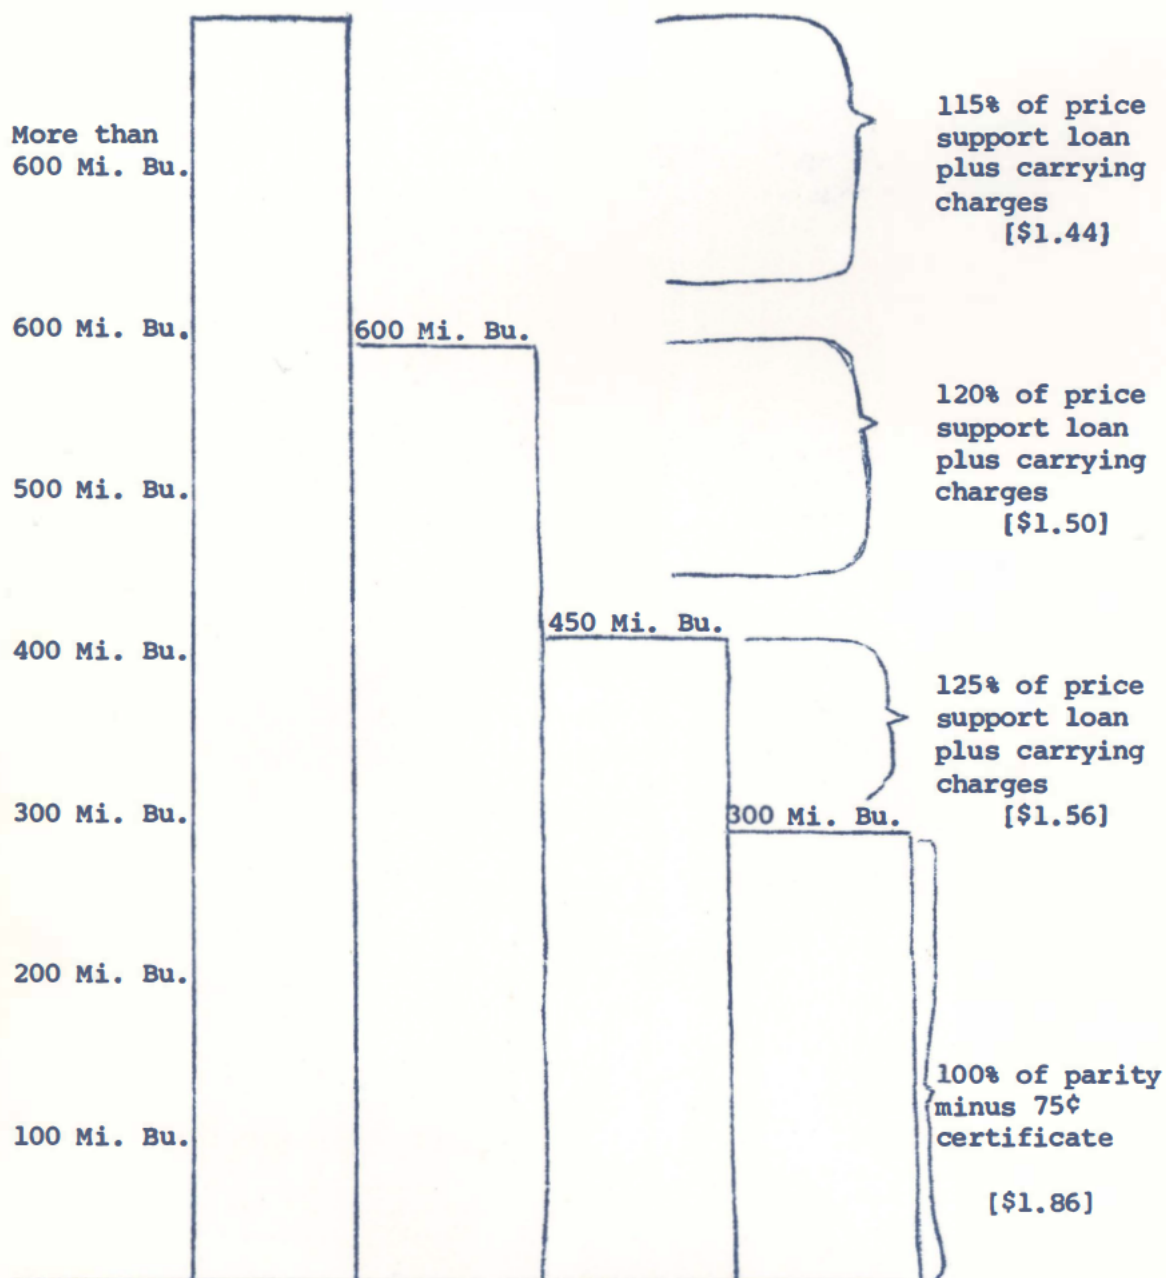 More than
600 Mi. Bu.
115% of price
support loan
plus carrying
charges
[$1.44]
600 Mi. Bu.
600 Mi. Bu.
120% of price
support loan
plus carrying
charges
[$1.50]
500 Mi. Bu.
450 Mi. Bu.
400 Mi. Bu.
125% of price
support loan
plus carrying
charges
[$1.56]
300 Mi. Bu.
300 Mi. Bu.
200 Mi. Bu.
100% of parity
minus 75¢
certificate
[$1.86]
100 Mi. Bu.